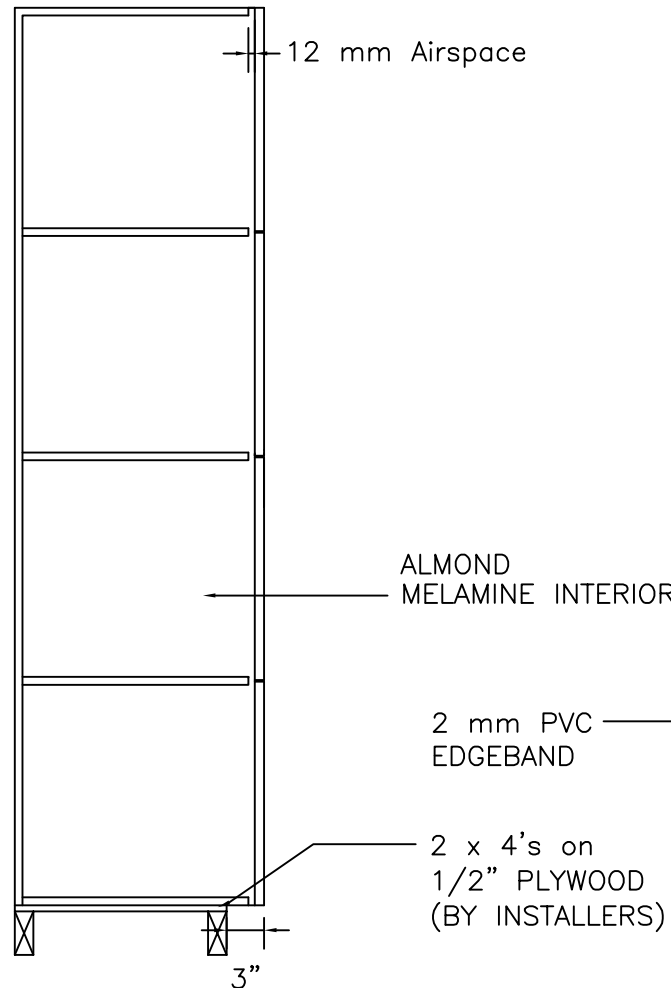 12 mm Airspace
ALMOND
MELAMINE INTERIOR
2 mm PVC
EDGEBAND
2 x 4's on
1/2" PLYWOOD
(BY INSTALLERS)
3"